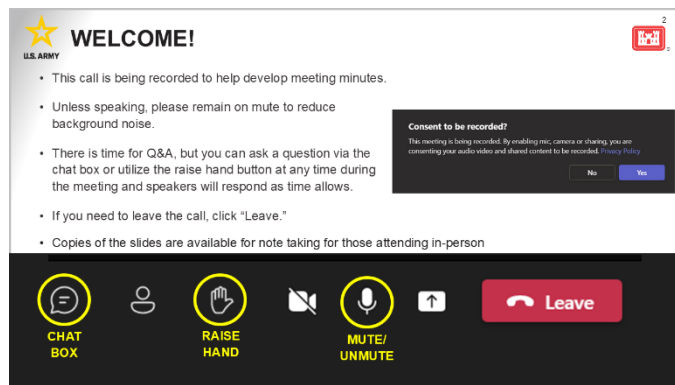 2
WELCOME!
U.S. ARMY
• This call is being recorded to help develop meeting minutes.
• Unless speaking, please remain on mute to reduce
background noise.
• There is time for Q&A, but you can ask a question via the
chat box or utilize the raise hand button at any time during
the meeting and speakers will respond as time allows.
• If you need to leave the call, click “Leave.”
• Copies of the slides are available for note taking for those attending in-person
Consent to be recorded?
This meeting is being recorded. By enabling mic, camera or sharing, you are
consenting your audio video and shared content to be recorded. Privacy Policy
No Yes
Leave
CHAT
BOX
RAISE
HAND
MUTE/
UNMUTE